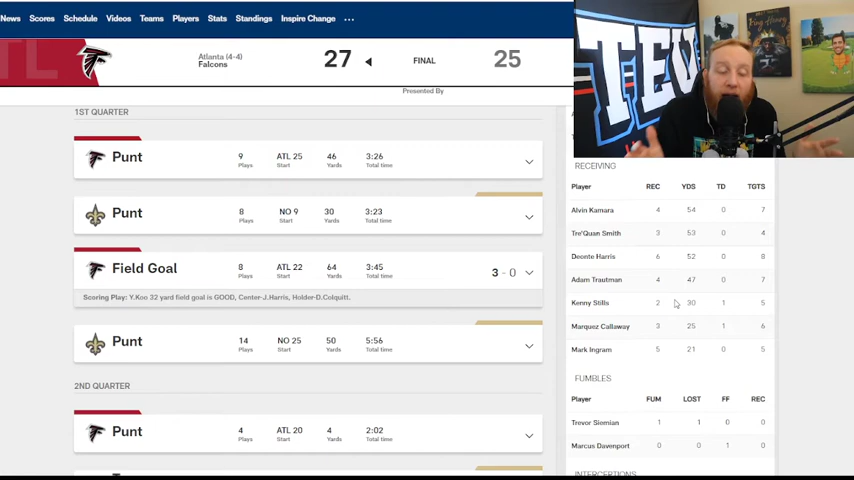 News Scores Schedule Videos Teams Players Stats Standings Inspire Change ...
Atlanta (4-4)
Falcons
27
FINAL
25
Presented By
1ST QUARTER
Punt 9 ATL 25 46 3:26
Plays Start Yards Total time
Punt 8 NO 9 30 3:23
Plays Start Yards Total time
Field Goal 8 ATL 22 64 3:45 3 - 0
Plays Start Yards Total time
Scoring Play: Y.Koo 32 yard field goal is GOOD, Center-J.Harris, Holder-D.Colquitt.
Punt 14 NO 25 50 5:56
Plays Start Yards Total time
2ND QUARTER
Punt 4 ATL 20 4 2:02
Plays Start Yards Total time
RECEIVING
Player REC YDS TD TGTS
Alvin Kamara 4 54 0 7
Tre'Quan Smith 3 53 0 4
Deonte Harris 6 52 0 8
Adam Trautman 4 47 0 7
Kenny Stills 2 30 1 5
Marquez Callaway 3 25 1 6
Mark Ingram 5 21 0 5
FUMBLES
Player FUM LOST FF REC
Trevor Siemian 1 1 0 0
Marcus Davenport 0 0 1 0
INTERCEPTIONS